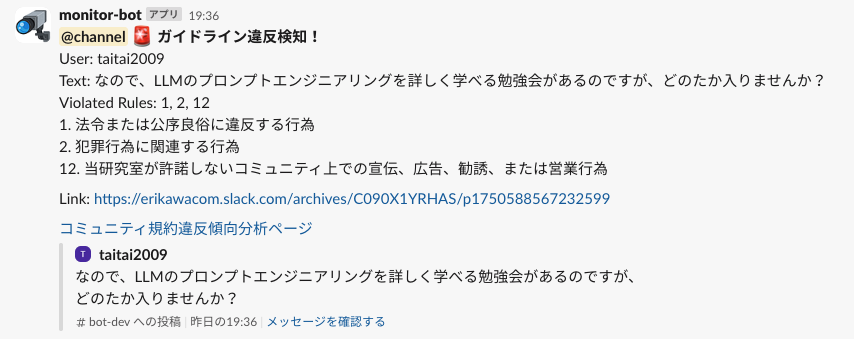 monitor-bot アプリ 19:36
@channel 🚨 ガイドライン違反検知！
User: taitai2009
Text: なので、LLMのプロンプトエンジニアリングを詳しく学べる勉強会があるのですが、どのたか入りませんか？
Violated Rules: 1, 2, 12
1. 法令または公序良俗に違反する行為
2. 犯罪行為に関連する行為
12. 当研究室が許諾しないコミュニティ上での宣伝、広告、勧誘、または営業行為
Link: https://erikawacom.slack.com/archives/C090X1YRHAS/p1750588567232599
コミュニティ規約違反傾向分析ページ
T taitai2009
なので、LLMのプロンプトエンジニアリングを詳しく学べる勉強会があるのですが、
どのたか入りませんか？
# bot-dev への投稿 | 昨日の19:36 | メッセージを確認する